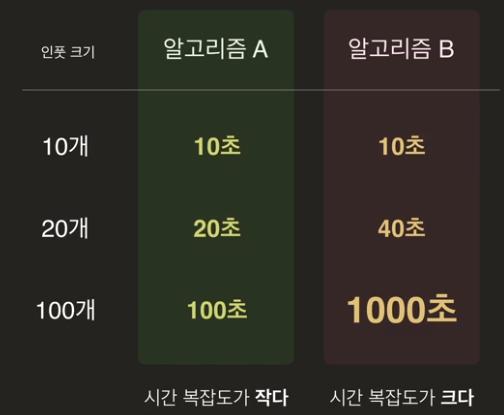 인풋 크기 알고리즘 A 알고리즘 B
10개 10초 10초
20개 20초 40초
100개 100초 1000초
시간 복잡도가 작다 시간 복잡도가 크다